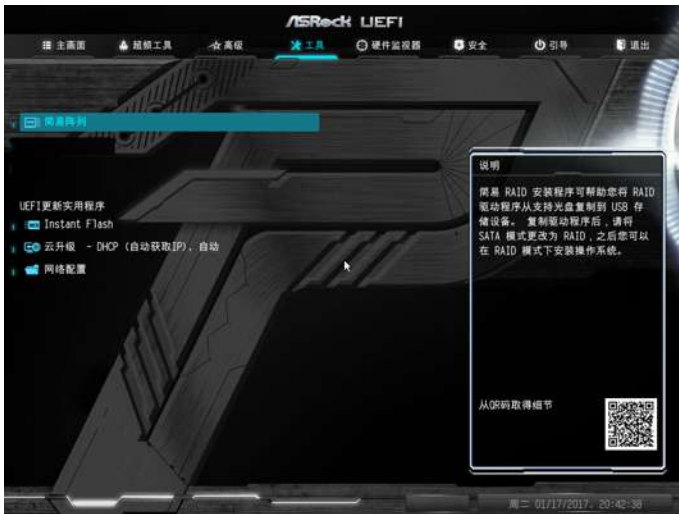 ASRock UEFI
主画面 超频工具 高级 工具 硬件监视器 安全 引导 退出
简易阵列
UEFI更新实用程序
Instant Flash
云升级 - DHCP (自动获取IP), 自动
网络配置
说明
简易 RAID 安装程序可帮助您将 RAID
驱动程序从支持光盘复制到 USB 存
储设备。 复制驱动程序后，请将
SATA 模式更改为 RAID，之后您可以
在 RAID 模式下安装操作系统。
从QR码取得细节
周二 01/17/2017, 20:42:38